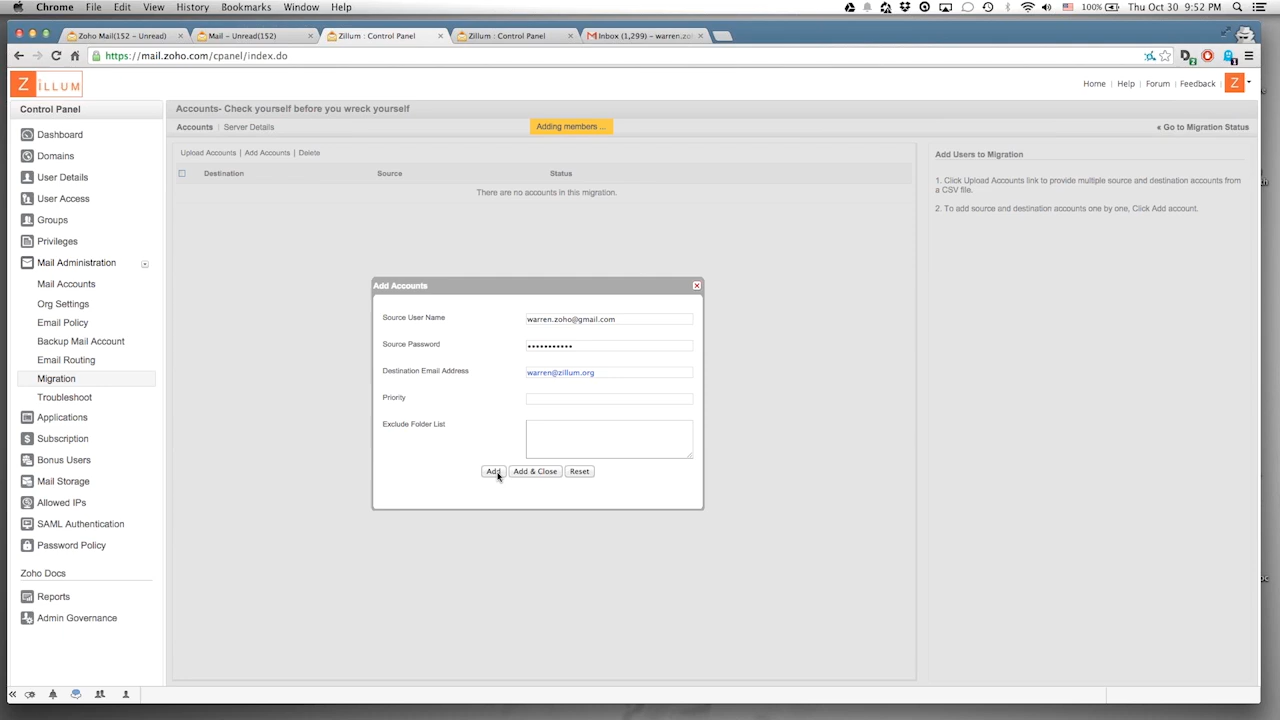 Chrome File Edit View History Bookmarks Window Help 100% Thu Oct 30 9:52 PM
Zoho Mail(152 - Unread) Mail - Unread(152) Zillum : Control Panel Zillum : Control Panel Inbox (1,299) - warren.zo
https://mail.zoho.com/cpanel/index.do
ZILLUM
Home | Help | Forum | Feedback Z
Control Panel
Accounts- Check yourself before you wreck yourself
Accounts Server Details
Adding members ...
« Go to Migration Status
Dashboard
Domains
User Details
User Access
Groups
Privileges
Mail Administration
Mail Accounts
Org Settings
Email Policy
Backup Mail Account
Email Routing
Migration
Troubleshoot
Applications
Subscription
Bonus Users
Mail Storage
Allowed IPs
SAML Authentication
Password Policy
Zoho Docs
Reports
Admin Governance
Upload Accounts | Add Accounts | Delete
Destination Source Status
There are no accounts in this migration.
Add Accounts
Source User Name warren.zoho@gmail.com
Source Password •••••••••••
Destination Email Address warren@zillum.org
Priority
Exclude Folder List
Add Add & Close Reset
Add Users to Migration
1. Click Upload Accounts link to provide multiple source and destination accounts from
a CSV file.
2. To add source and destination accounts one by one, Click Add account.